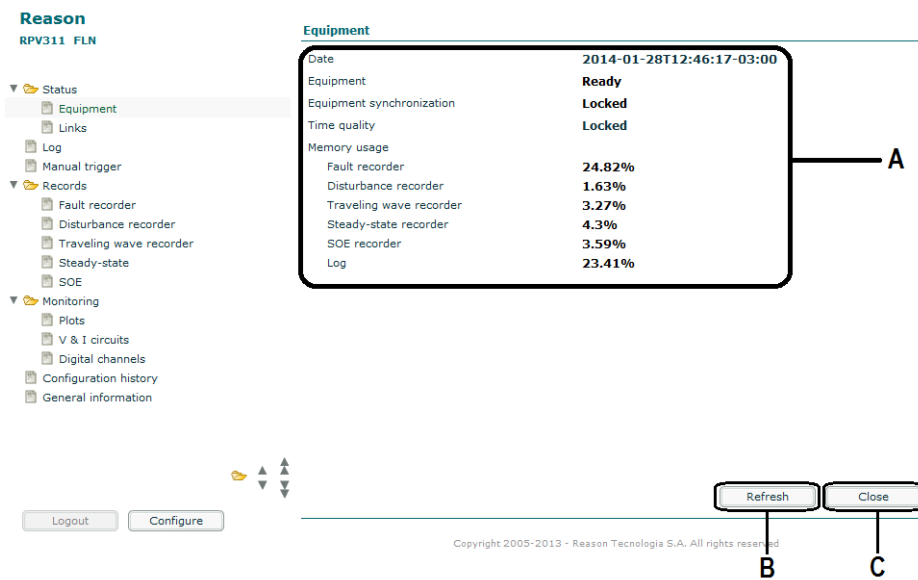 Reason
RPV311 FLN
Status
Equipment
Links
Log
Manual trigger
Records
Fault recorder
Disturbance recorder
Traveling wave recorder
Steady-state
SOE
Monitoring
Plots
V & I circuits
Digital channels
Configuration history
General information
Logout Configure
Equipment
Date 2014-01-28T12:46:17-03:00
Equipment Ready
Equipment synchronization Locked
Time quality Locked
Memory usage
Fault recorder 24.82%
Disturbance recorder 1.63%
Traveling wave recorder 3.27%
Steady-state recorder 4.3%
SOE recorder 3.59%
Log 23.41%
A
Refresh Close
Copyright 2005-2013 - Reason Tecnologia S.A. All rights reserved
B C